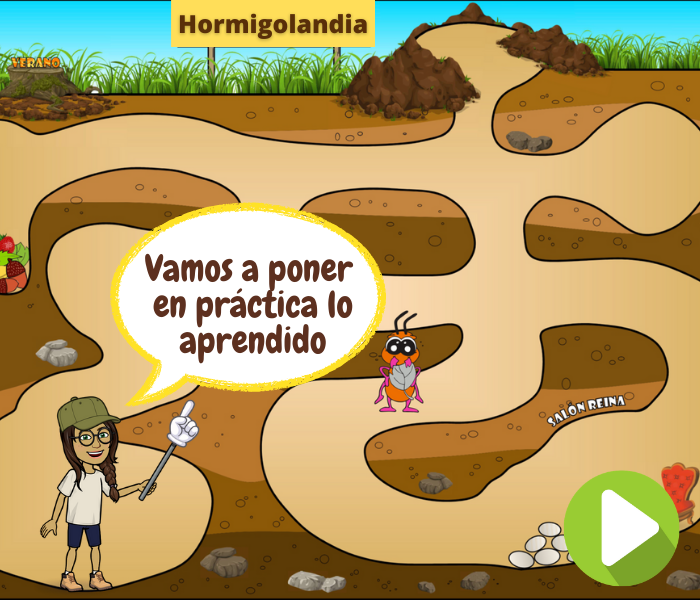 Hormigolandia
VERANO
Vamos a poner
en práctica lo
aprendido
SALÓN REINA